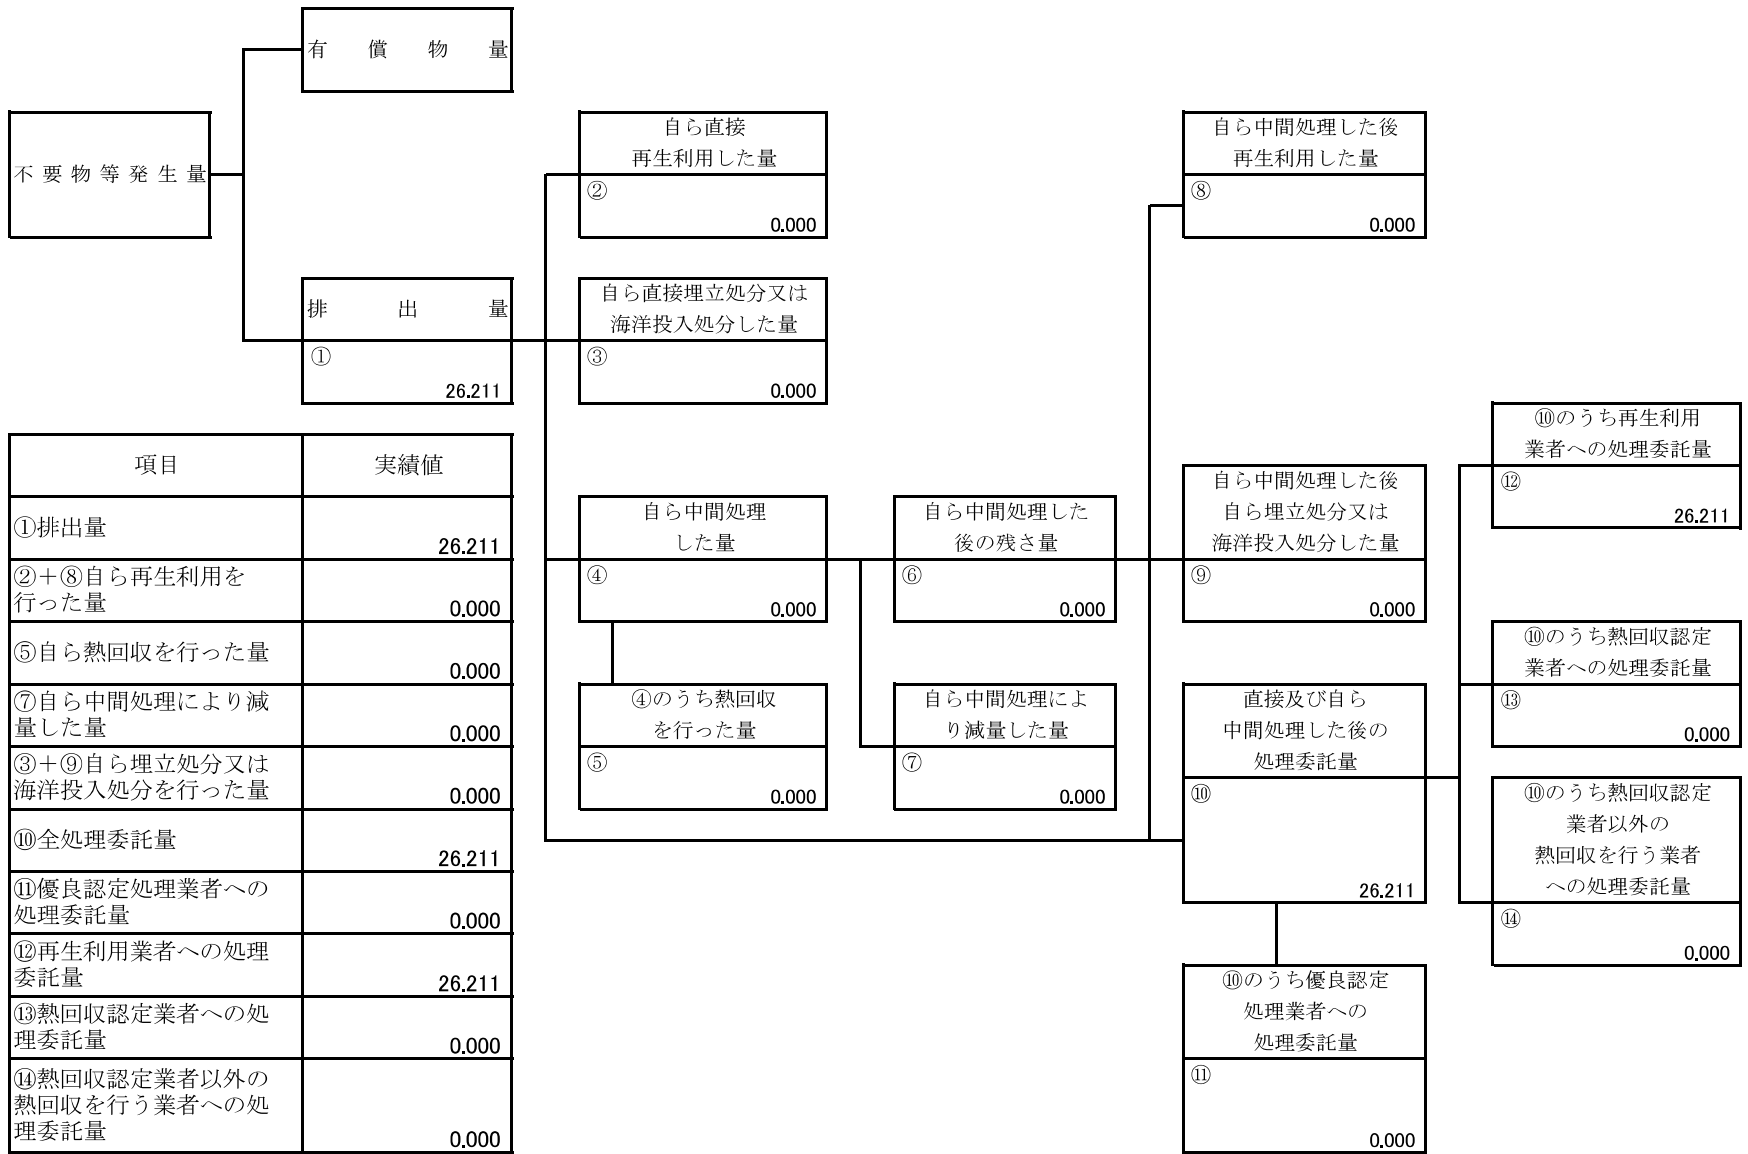 有償物量
不要物等発生量
排出量
①
26.211
自ら直接
再生利用した量
②
0.000
自ら直接埋立処分又は
海洋投入処分した量
③
0.000
自ら中間処理
した量
④
0.000
④のうち熱回収
を行った量
⑤
0.000
自ら中間処理した
後の残さ量
⑥
0.000
自ら中間処理によ
り減量した量
⑦
0.000
自ら中間処理した後
再生利用した量
⑧
0.000
自ら中間処理した後
自ら埋立処分又は
海洋投入処分した量
⑨
0.000
直接及び自ら
中間処理した後の
処理委託量
⑩
26.211
⑩のうち優良認定
処理業者への
処理委託量
⑪
0.000
⑩のうち再生利用
業者への処理委託量
⑫
26.211
⑩のうち熱回収認定
業者への処理委託量
⑬
0.000
⑩のうち熱回収認定
業者以外の
熱回収を行う業者
への処理委託量
⑭
0.000
項目 実績値
①排出量
26.211
②＋⑧自ら再生利用を
行った量
0.000
⑤自ら熱回収を行った量
0.000
⑦自ら中間処理により減
量した量
0.000
③＋⑨自ら埋立処分又は
海洋投入処分を行った量
0.000
⑩全処理委託量
26.211
⑪優良認定処理業者への
処理委託量
0.000
⑫再生利用業者への処理
委託量
26.211
⑬熱回収認定業者への処
理委託量
0.000
⑭熱回収認定業者以外の
熱回収を行う業者への処
理委託量
0.000